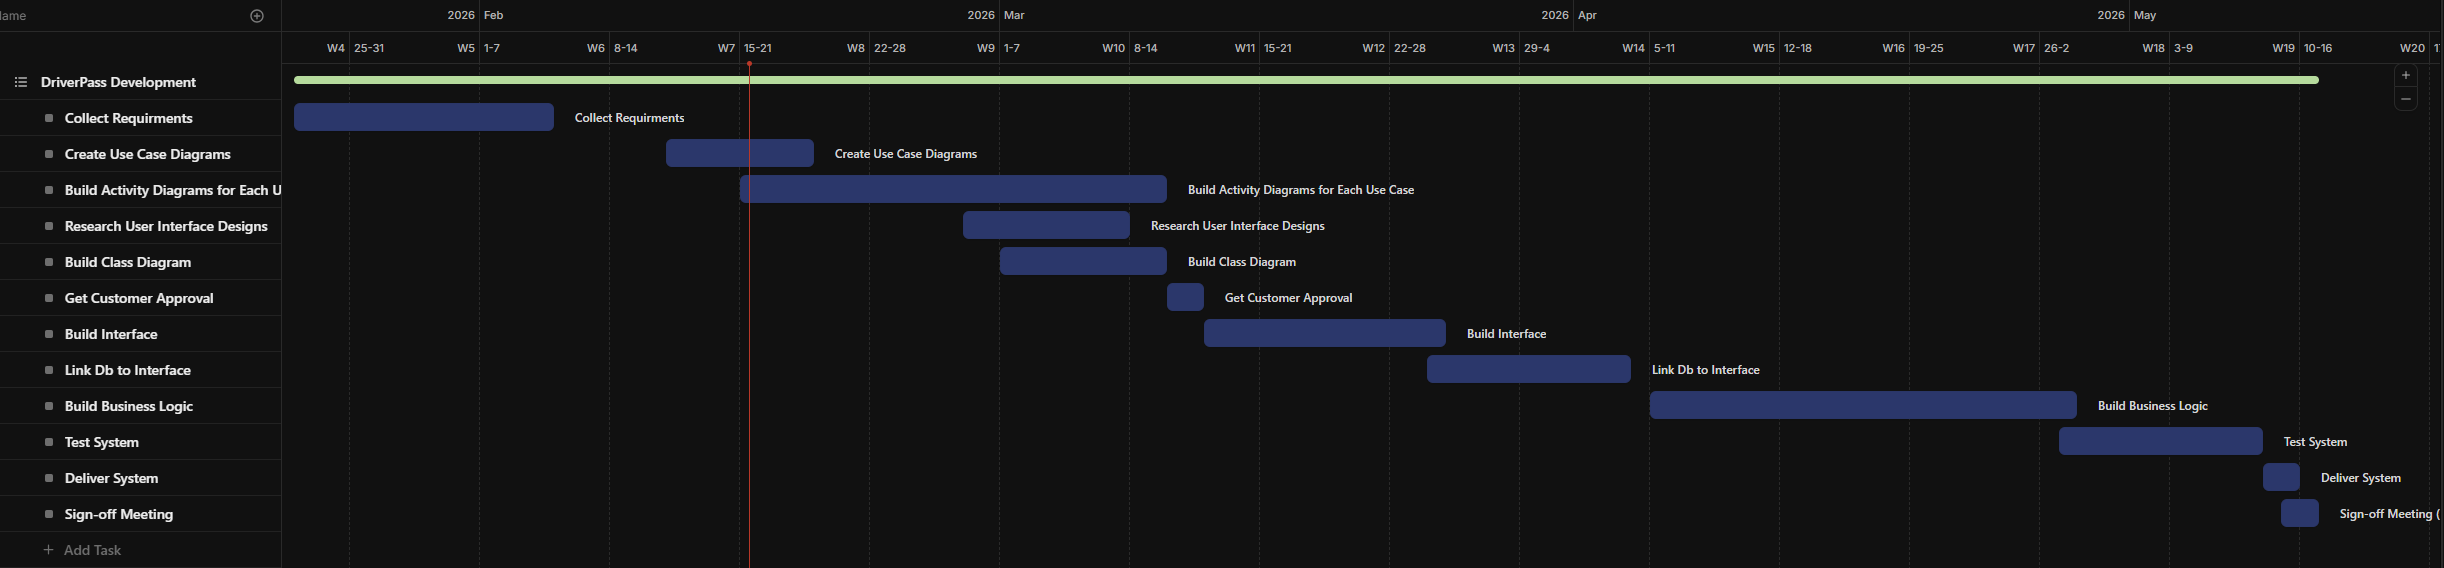 Name
2026 Feb 2026 Mar 2026 Apr 2026 May
W4 25-31 W5 1-7 W6 8-14 W7 15-21 W8 22-28 W9 1-7 W10 8-14 W11 15-21 W12 22-28 W13 29-4 W14 5-11 W15 12-18 W16 19-25 W17 26-2 W18 3-9 W19 10-16 W20
DriverPass Development
Collect Requirments Collect Requirments
Create Use Case Diagrams Create Use Case Diagrams
Build Activity Diagrams for Each U Build Activity Diagrams for Each Use Case
Research User Interface Designs Research User Interface Designs
Build Class Diagram Build Class Diagram
Get Customer Approval Get Customer Approval
Build Interface Build Interface
Link Db to Interface Link Db to Interface
Build Business Logic Build Business Logic
Test System Test System
Deliver System Deliver System
Sign-off Meeting Sign-off Meeting (
+ Add Task